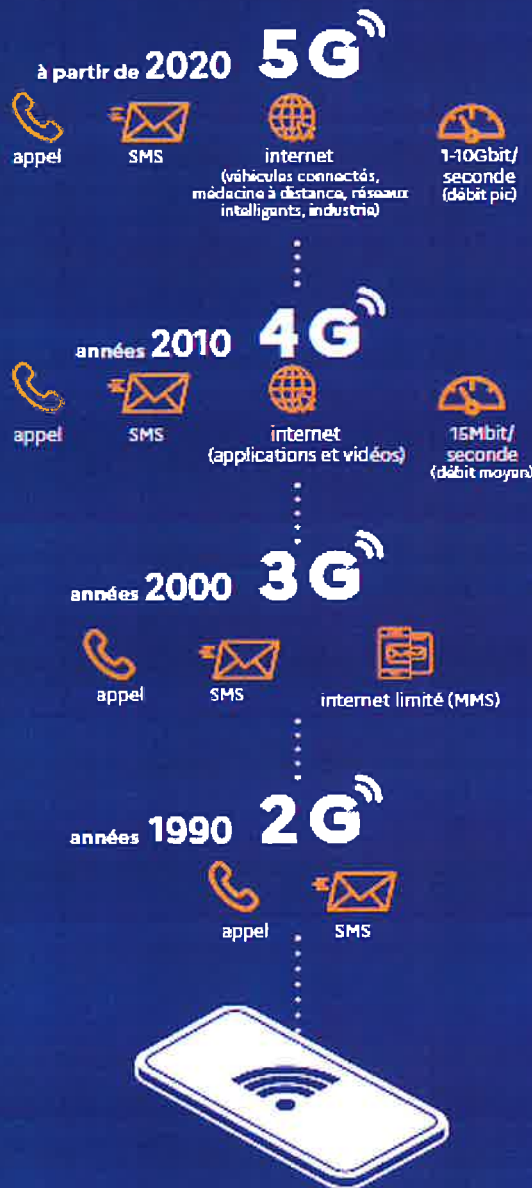 à partir de 2020 5G
appel
SMS
internet
(véhicules connectés,
médecine à distance, réseaux
intelligents, industrie)
1-10Gbit/
seconde
(débit pic)
années 2010 4G
appel
SMS
internet
(applications et vidéos)
15Mbit/
seconde
(débit moyen)
années 2000 3G
appel
SMS
internet limité (MMS)
années 1990 2G
appel
SMS